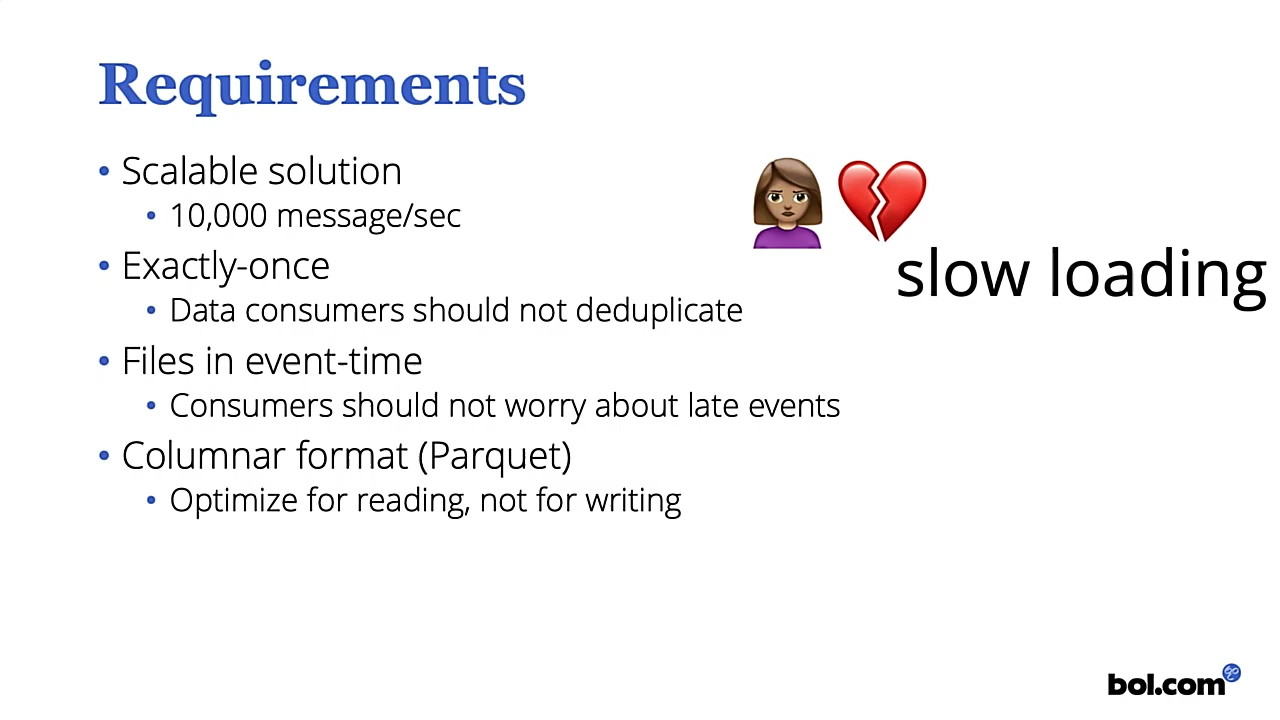 Requirements
• Scalable solution
• 10,000 message/sec
• Exactly-once
• Data consumers should not deduplicate
• Files in event-time
• Consumers should not worry about late events
• Columnar format (Parquet)
• Optimize for reading, not for writing
slow loading
bol.com